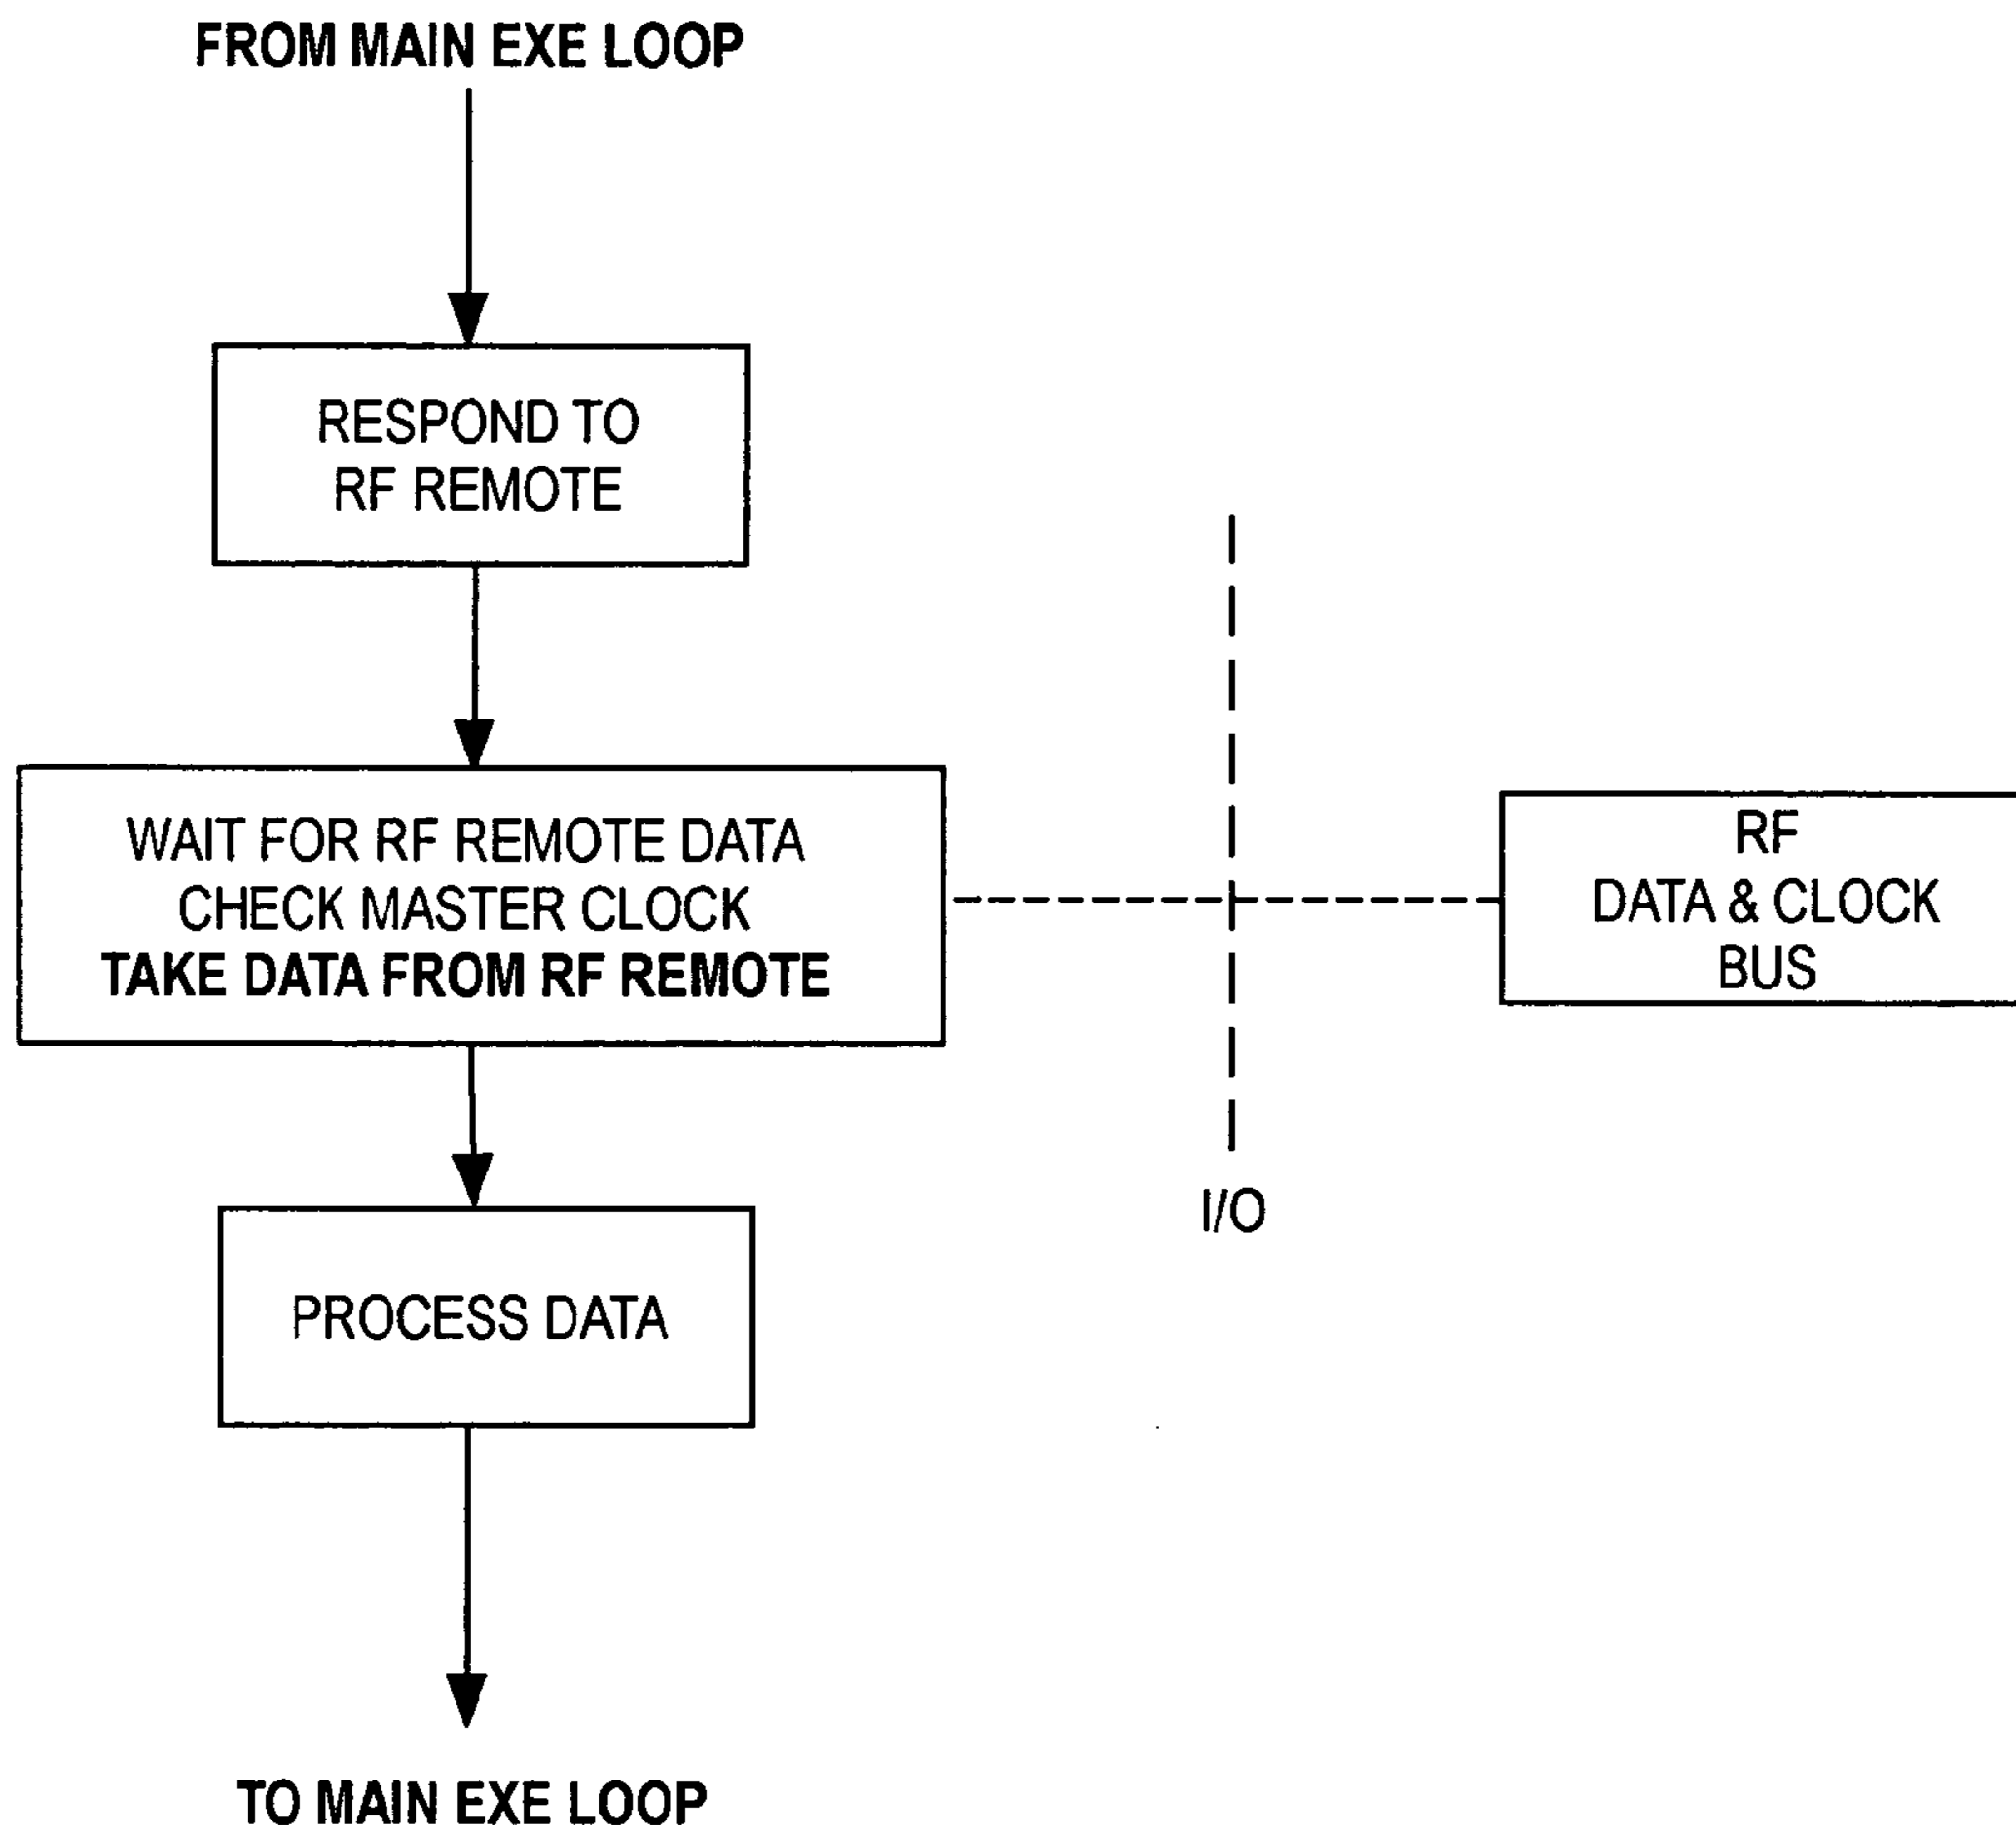 FROM MAIN EXE LOOP
RESPOND TO
RF REMOTE
WAIT FOR RF REMOTE DATA
CHECK MASTER CLOCK
TAKE DATA FROM RF REMOTE
RF
DATA & CLOCK
BUS
I/O
PROCESS DATA
TO MAIN EXE LOOP